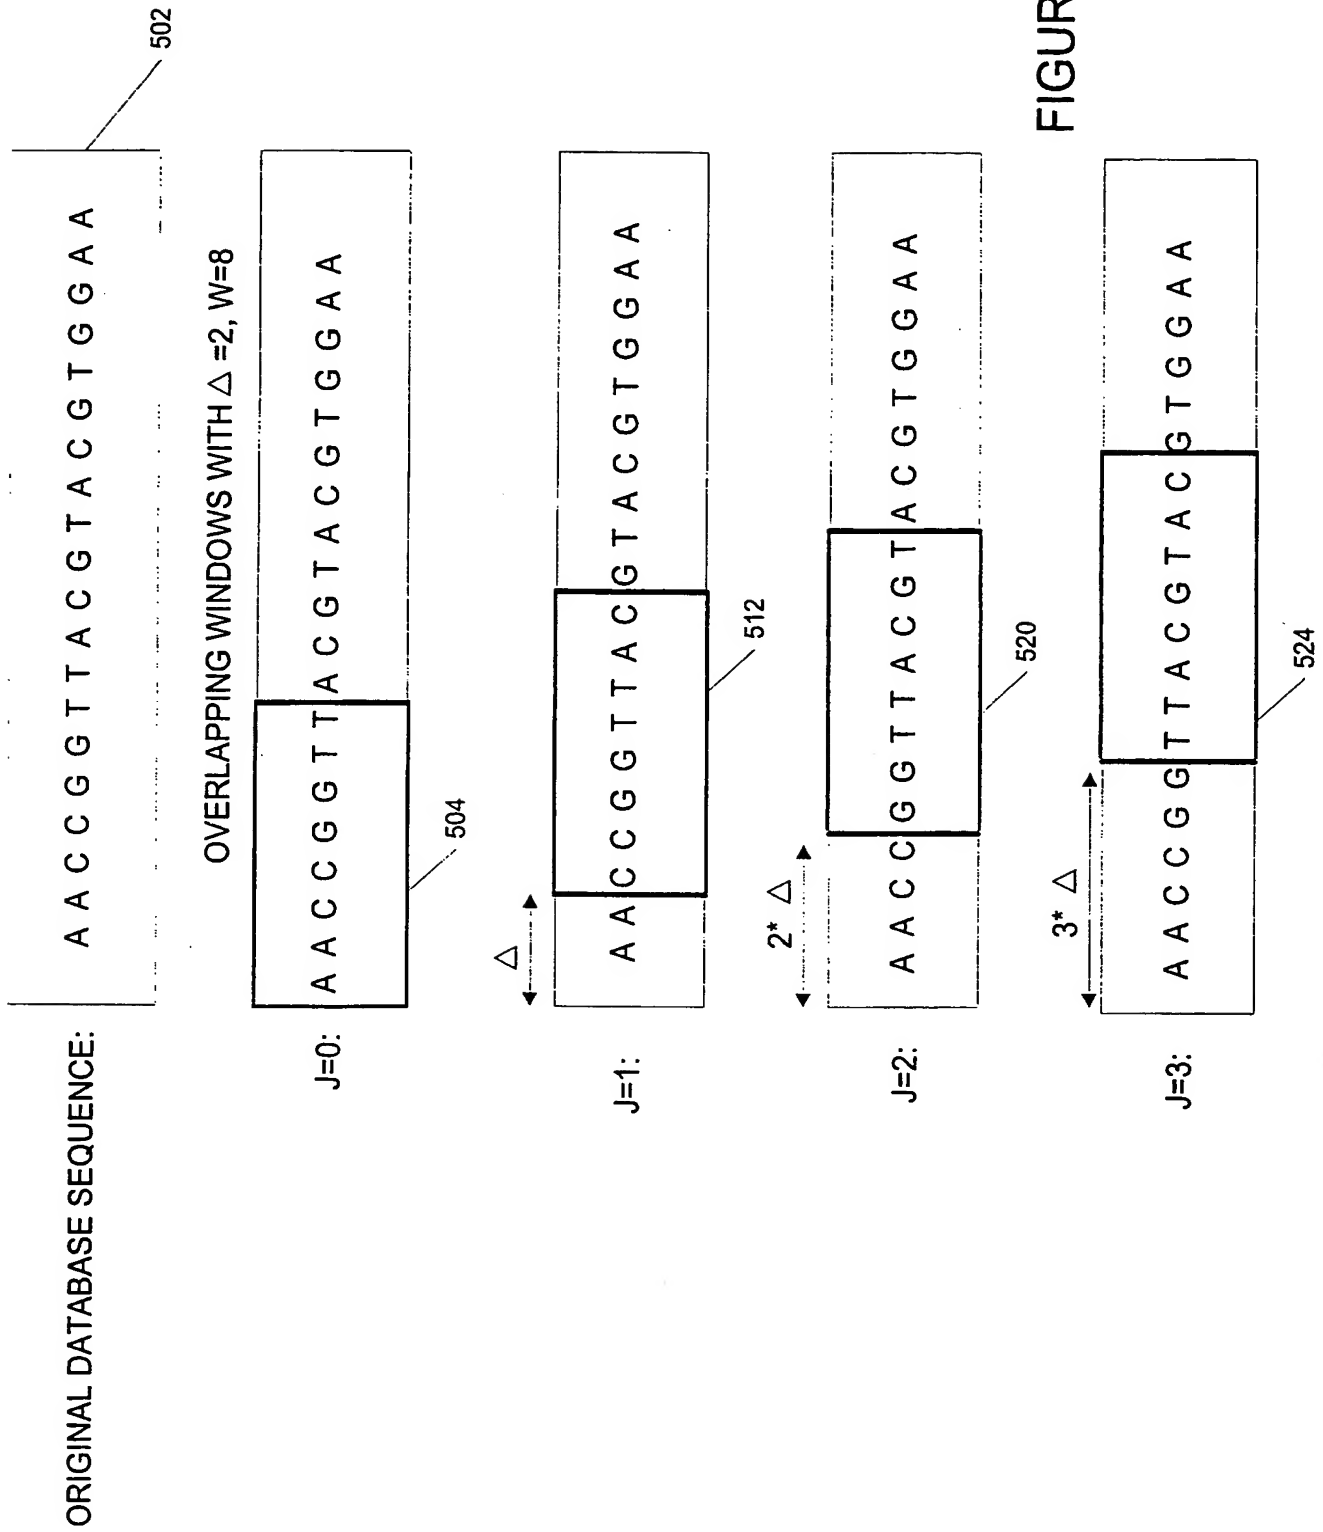 ORIGINAL DATABASE SEQUENCE:
A A C C G G T T A C G T A C G T G G A A
502
OVERLAPPING WINDOWS WITH △ =2, W=8
J=0:
A A C C G G T T A C G T A C G T G G A A
504
△
J=1:
A A C C G G T T A C G T A C G T G G A A
512
2* △
J=2:
A A C C G G T T A C G T A C G T G G A A
520
3* △
J=3:
A A C C G G T T A C G T A C G T G G A A
524
FIGUR